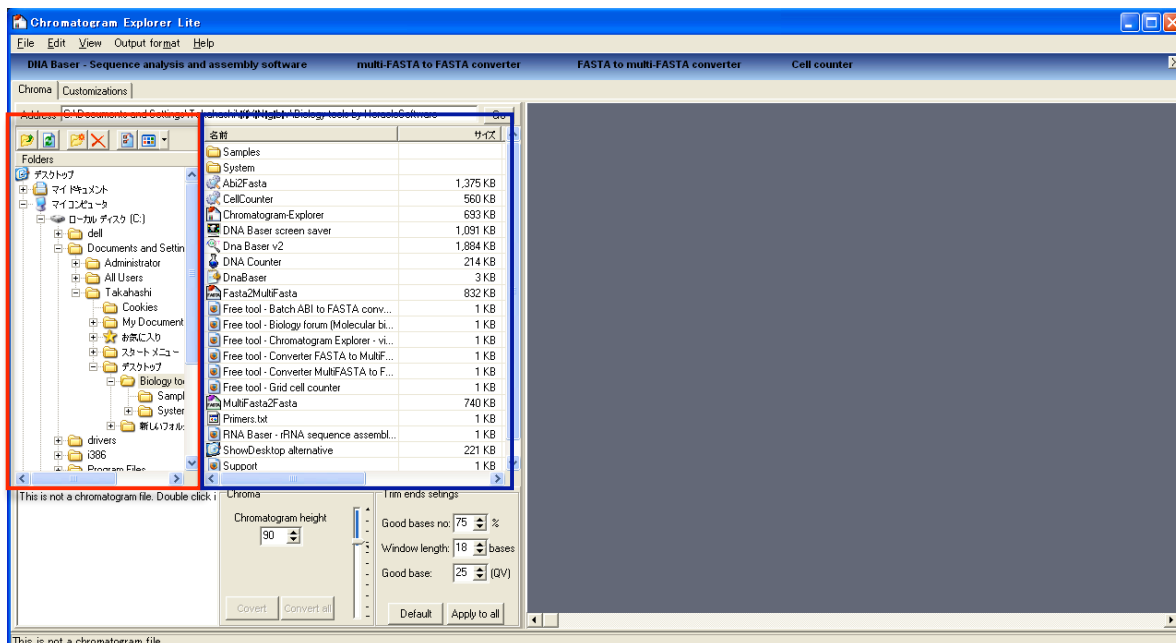 Chromatogram Explorer Lite
File Edit View Output format Help
DNA Baser - Sequence analysis and assembly software multi-FASTA to FASTA converter FASTA to multi-FASTA converter Cell counter
Chroma Customizations
Address Go
Folders
デスクトップ
マイ ドキュメント
マイ コンピュータ
ローカル ディスク (C:)
dell
Documents and Settin
Administrator
All Users
Takahashi
Cookies
My Document
お気に入り
スタート メニュー
デスクトップ
Biology to
Sampl
System
新しいフォル
drivers
i386
Program Files
名前 サイズ
Samples
System
Abi2Fasta 1,375 KB
CellCounter 560 KB
Chromatogram-Explorer 693 KB
DNA Baser screen saver 1,091 KB
Dna Baser v2 1,884 KB
DNA Counter 214 KB
DnaBaser 3 KB
Fasta2MultiFasta 832 KB
Free tool - Batch ABI to FASTA conv... 1 KB
Free tool - Biology forum (Molecular bi... 1 KB
Free tool - Chromatogram Explorer - vi... 1 KB
Free tool - Converter FASTA to MultiF... 1 KB
Free tool - Converter MultiFASTA to F... 1 KB
Free tool - Grid cell counter 1 KB
MultiFasta2Fasta 740 KB
Primers.txt 1 KB
RNA Baser - rRNA sequence assembl... 1 KB
ShowDesktop alternative 221 KB
Support 1 KB
This is not a chromatogram file. Double click i
Chroma
Chromatogram height
90
Covert Convert all
Trim ends setings
Good bases no: 75 %
Window length: 18 bases
Good base: 25 (QV)
Default Apply to all
This is not a chromatogram file